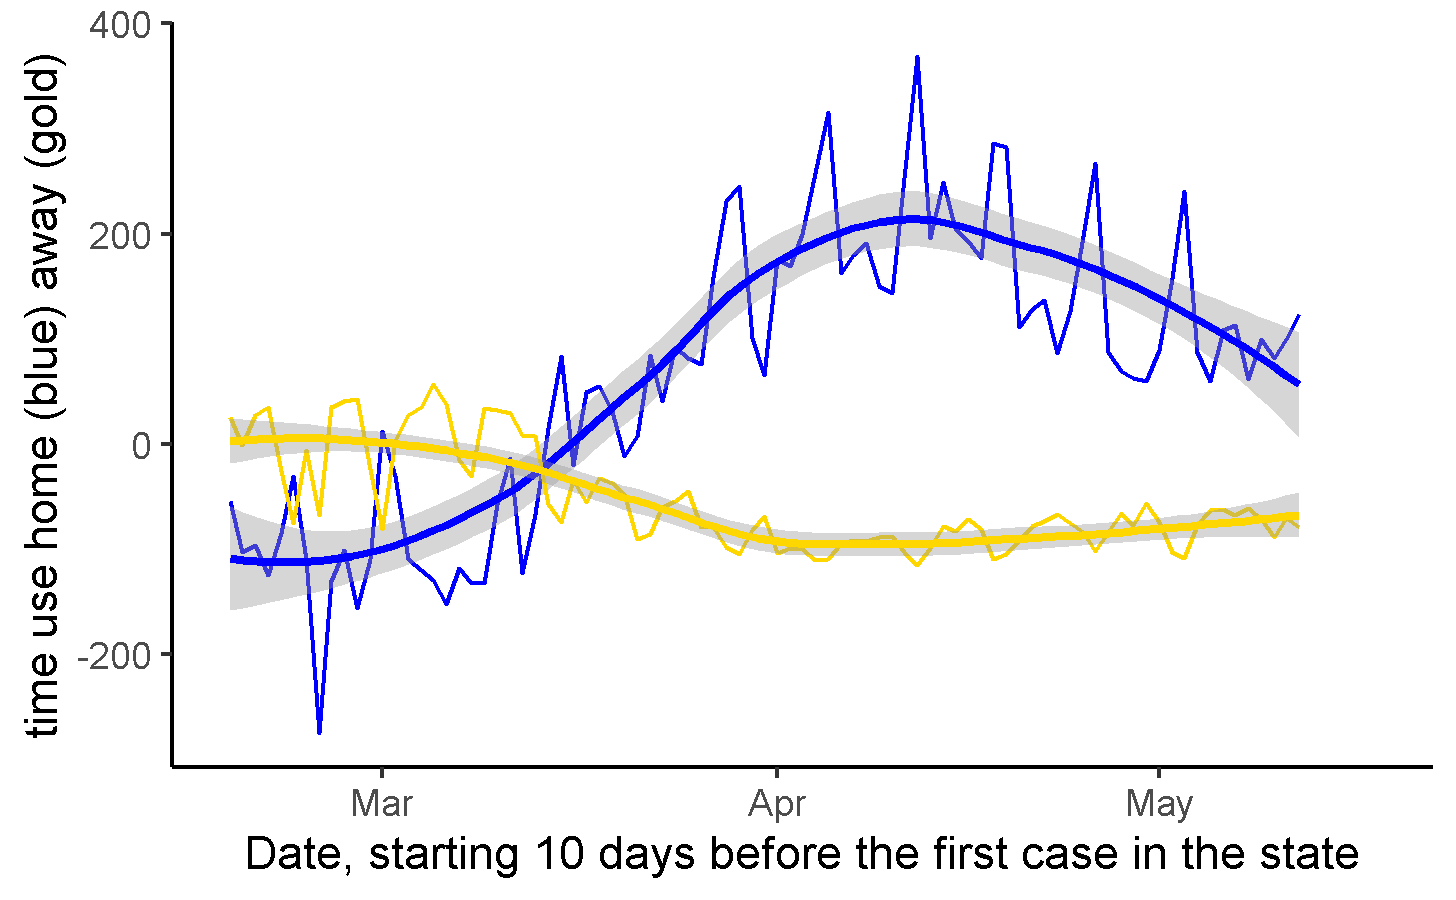 time use home (blue) away (gold)
400
200
0
-200
Mar
Apr
May
Date, starting 10 days before the first case in the state